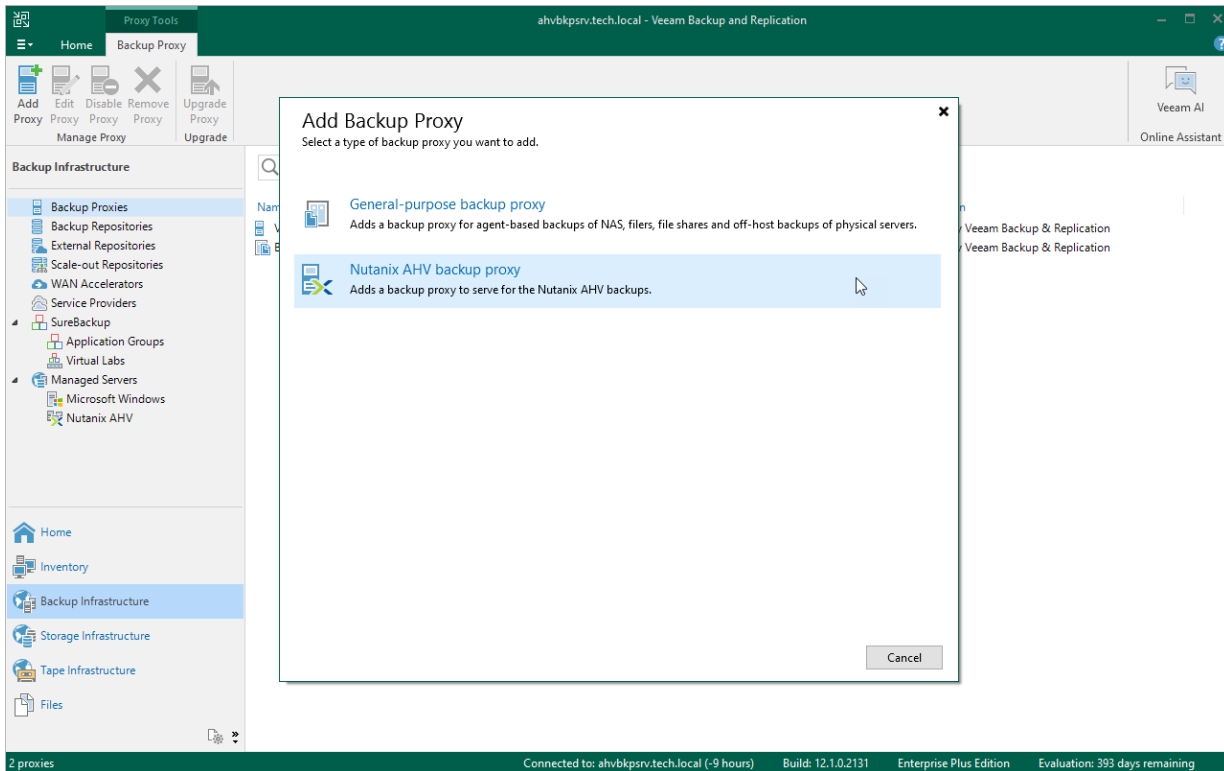 Proxy Tools
ahvbkpsrv.tech.local - Veeam Backup and Replication
Home
Backup Proxy
?
Add Proxy
Edit Proxy
Disable Proxy
Remove Proxy
Upgrade Proxy
Manage Proxy
Upgrade
Veeam AI
Online Assistant
Backup Infrastructure
Backup Proxies
Backup Repositories
External Repositories
Scale-out Repositories
WAN Accelerators
Service Providers
SureBackup
Application Groups
Virtual Labs
Managed Servers
Microsoft Windows
Nutanix AHV
Home
Inventory
Backup Infrastructure
Storage Infrastructure
Tape Infrastructure
Files
Add Backup Proxy
Select a type of backup proxy you want to add.
General-purpose backup proxy
Adds a backup proxy for agent-based backups of NAS, filers, file shares and off-host backups of physical servers.
Nutanix AHV backup proxy
Adds a backup proxy to serve for the Nutanix AHV backups.
Cancel
Veeam Backup & Replication
Veeam Backup & Replication
2 proxies
Connected to: ahvbkpsrv.tech.local (-9 hours)
Build: 12.1.0.2131
Enterprise Plus Edition
Evaluation: 393 days remaining